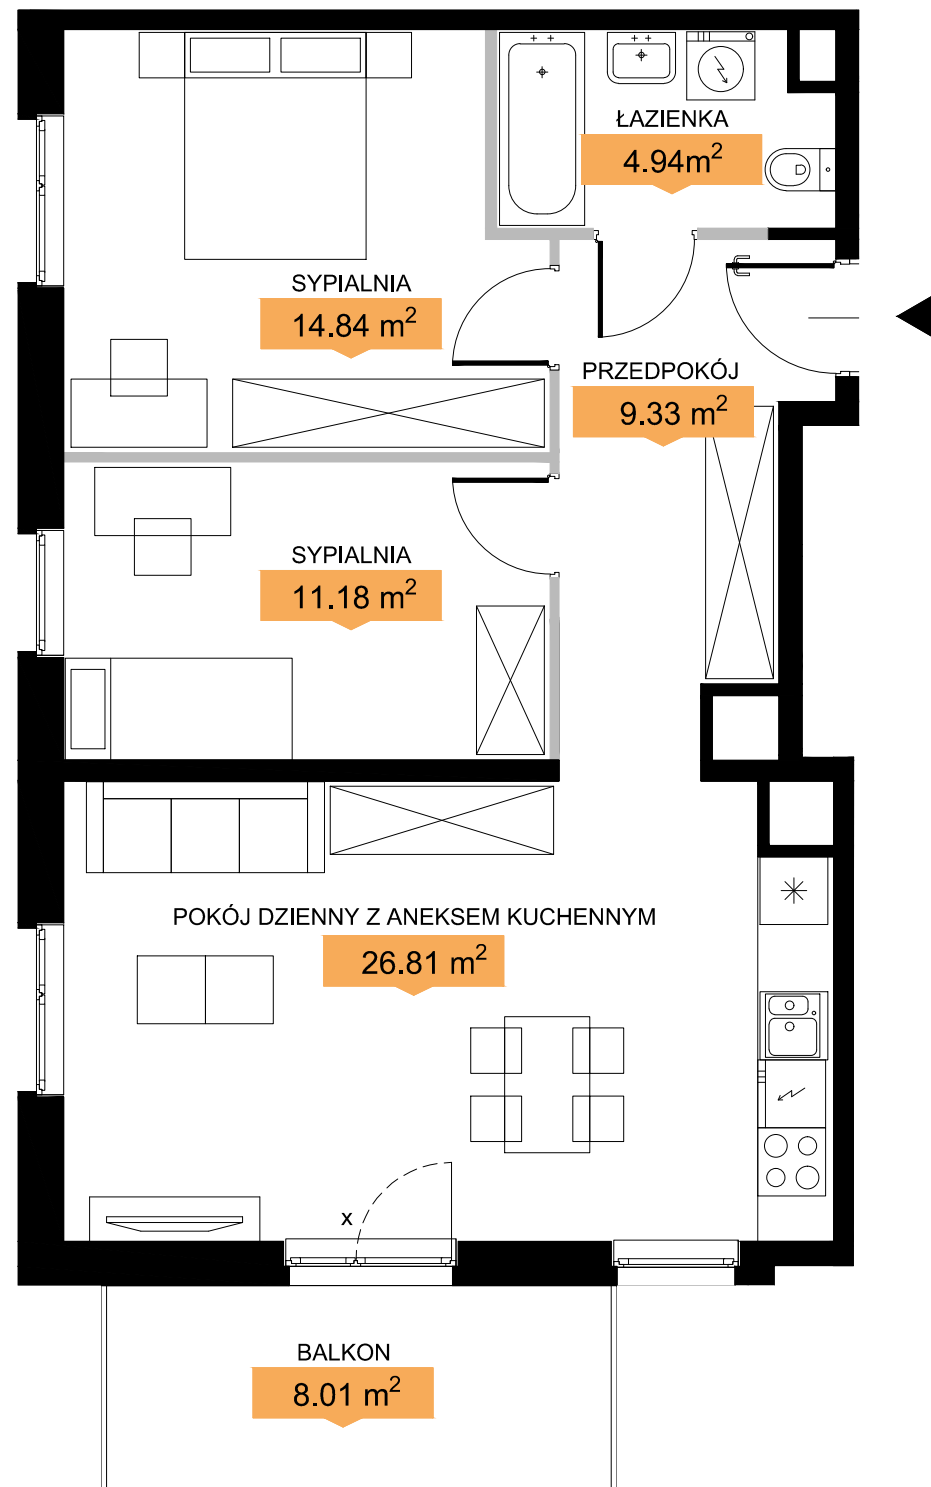 ŁAZIENKA
4.94m²
SYPIALNIA
14.84 m²
PRZEDPOKÓJ
9.33 m²
SYPIALNIA
11.18 m²
POKÓJ DZIENNY Z ANEKSEM KUCHENNYM
26.81 m²
x
BALKON
8.01 m²